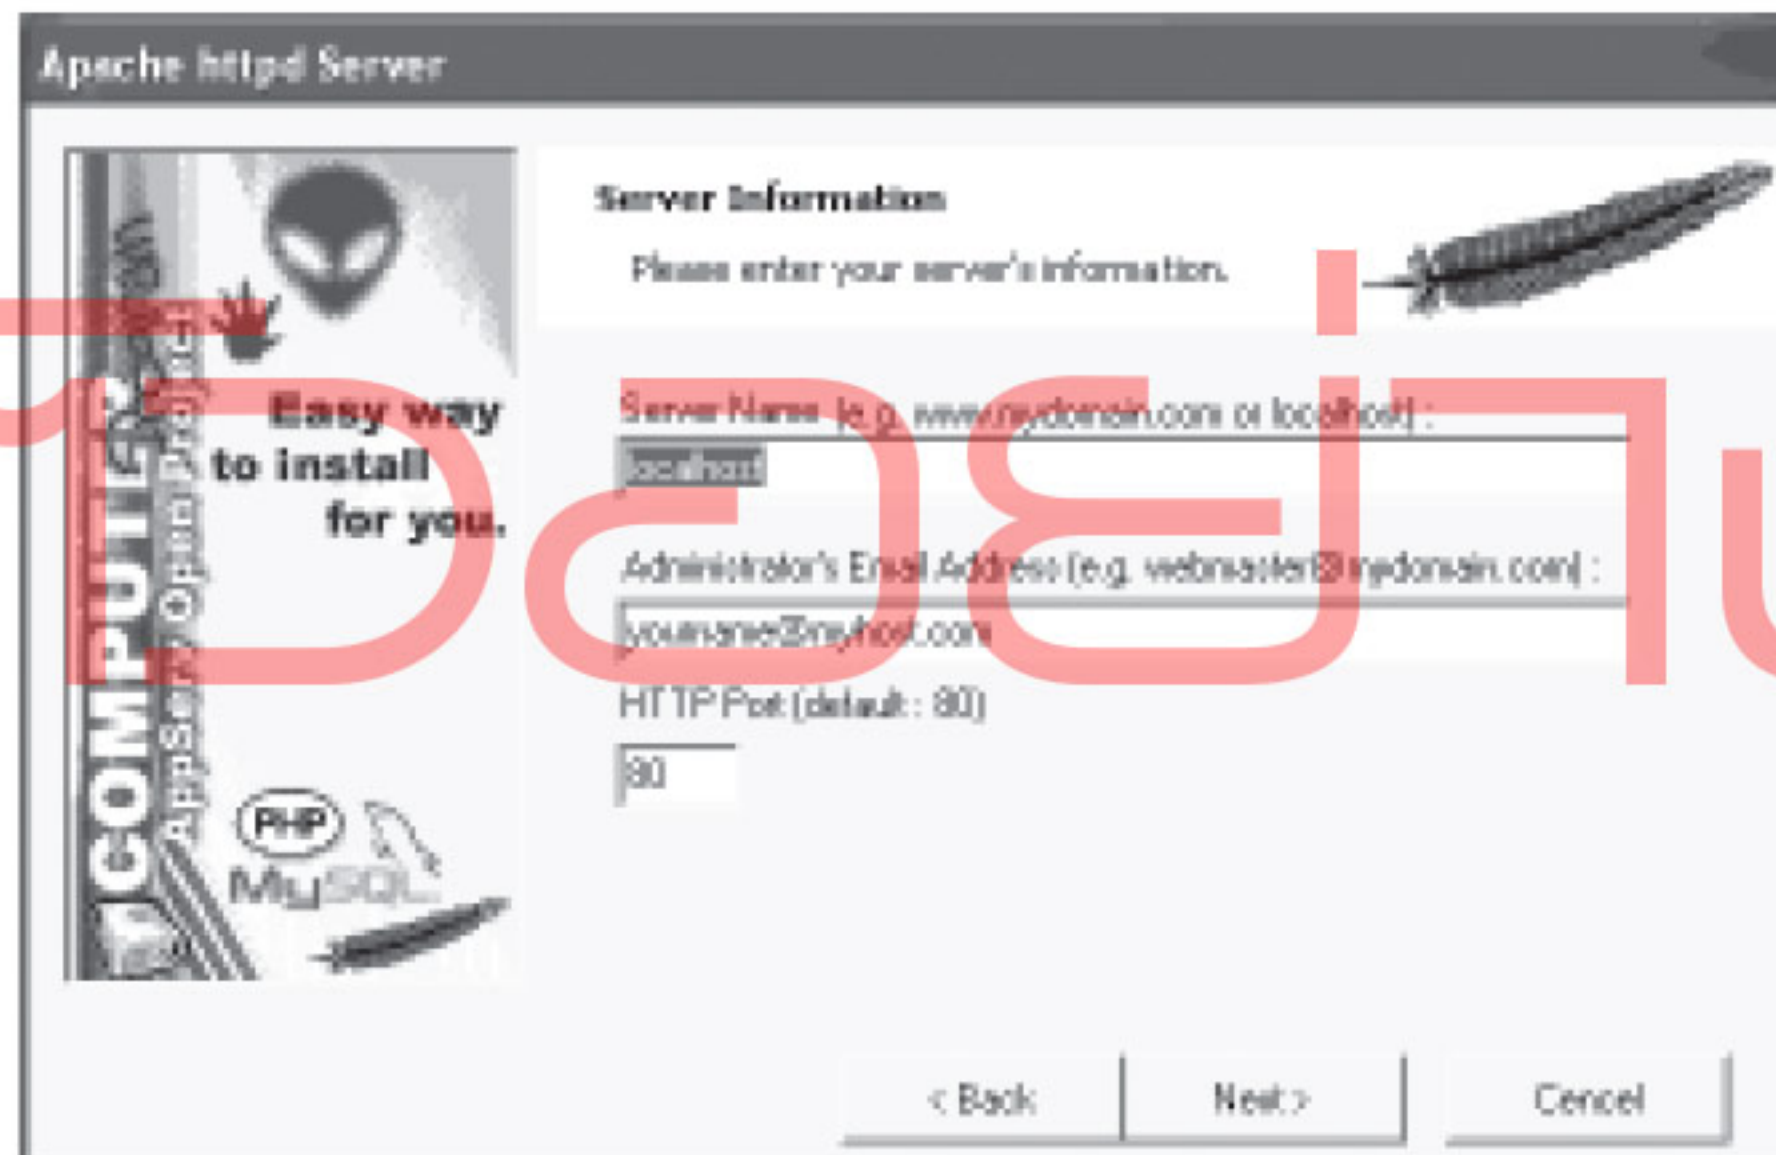 Apache httpd Server
Server Information
Please enter your server's information.
Easy way
to install
for you.
COMPUTER
AppServ Open Project
PHP
MySQL
Server Name (e.g. www.mydomain.com or localhost) :
localhost
Administrator's Email Address (e.g. webmaster@mydomain.com) :
yourname@myhost.com
HTTP Port (default : 80)
80
< Back
Next >
Cancel